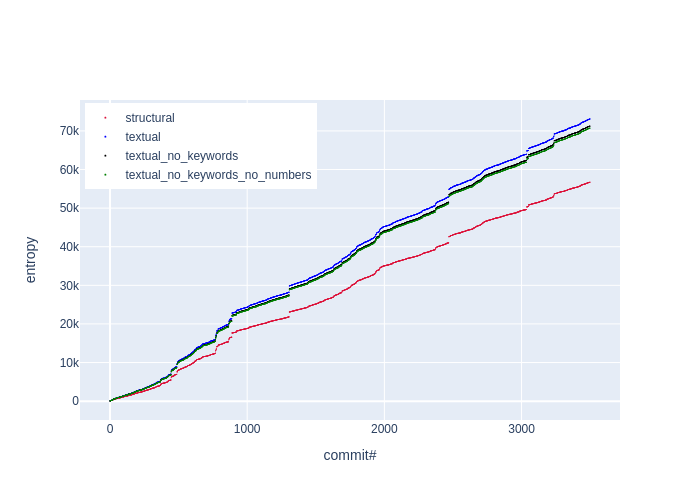 structural
textual
textual_no_keywords
textual_no_keywords_no_numbers
70k
60k
50k
40k
30k
20k
10k
0
entropy
0
1000
2000
3000
commit#